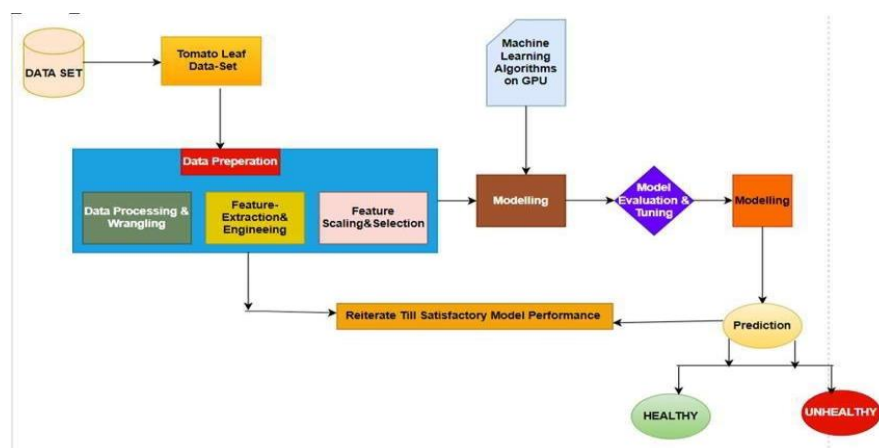 DATA SET
Tomato Leaf
Data-Set
Machine
Learning
Algorithms
on GPU
Data Preperation
Data Processing &
Wrangling
Feature-
Extraction&
Engineeing
Feature
Scaling&Selection
Modelling
Model
Evaluation &
Tuning
Modelling
Reiterate Till Satisfactory Model Performance
Prediction
HEALTHY
UNHEALTHY